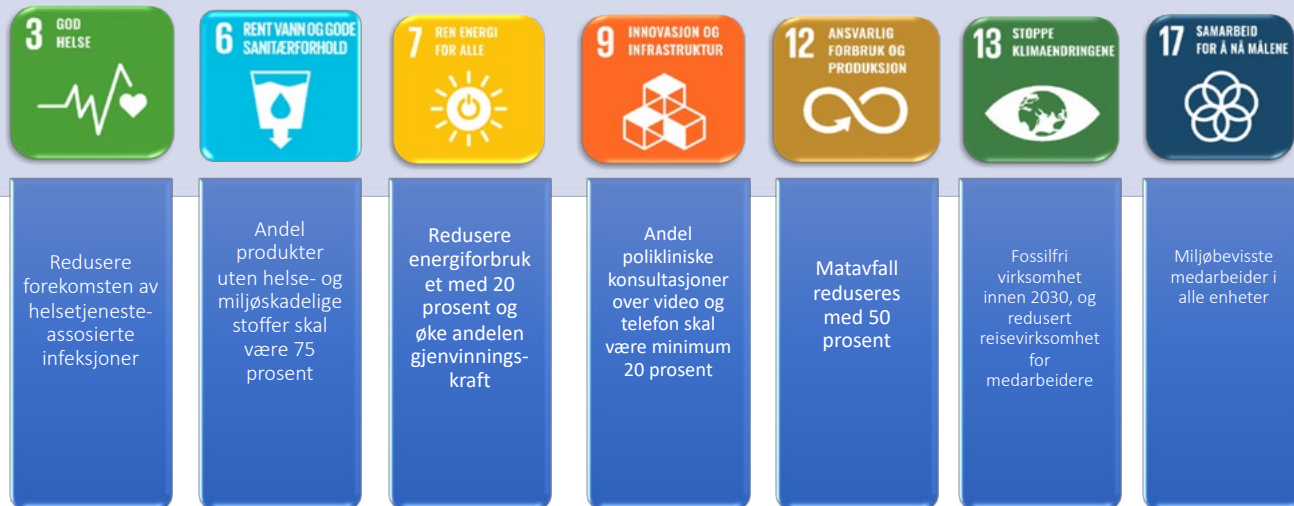 3 GOD
HELSE
6 RENT VANN OG GODE
SANITÆRFORHOLD
7 REN ENERGI
FOR ALLE
9 INNOVASJON OG
INFRASTRUKTUR
12 ANSVARLIG
FORBRUK OG
PRODUKSJON
13 STOPPE
KLIMAENDRINGENE
17 SAMARBEID
FOR Å NÅ MÅLENE
Redusere
forekomsten av
helsetjeneste-
assosierte
infeksjoner
Andel
produkter
uten helse- og
miljøskadelige
stoffer skal
være 75
prosent
Redusere
energiforbruk
et med 20
prosent og
øke andelen
gjenvinnings-
kraft
Andel
polikliniske
konsultasjoner
over video og
telefon skal
være minimum
20 prosent
Matavfall
reduseres
med 50
prosent
Fossilfri
virksomhet
innen 2030, og
redusert
reisevirksomhet
for
medarbeidere
Miljøbevisste
medarbeider i
alle enheter